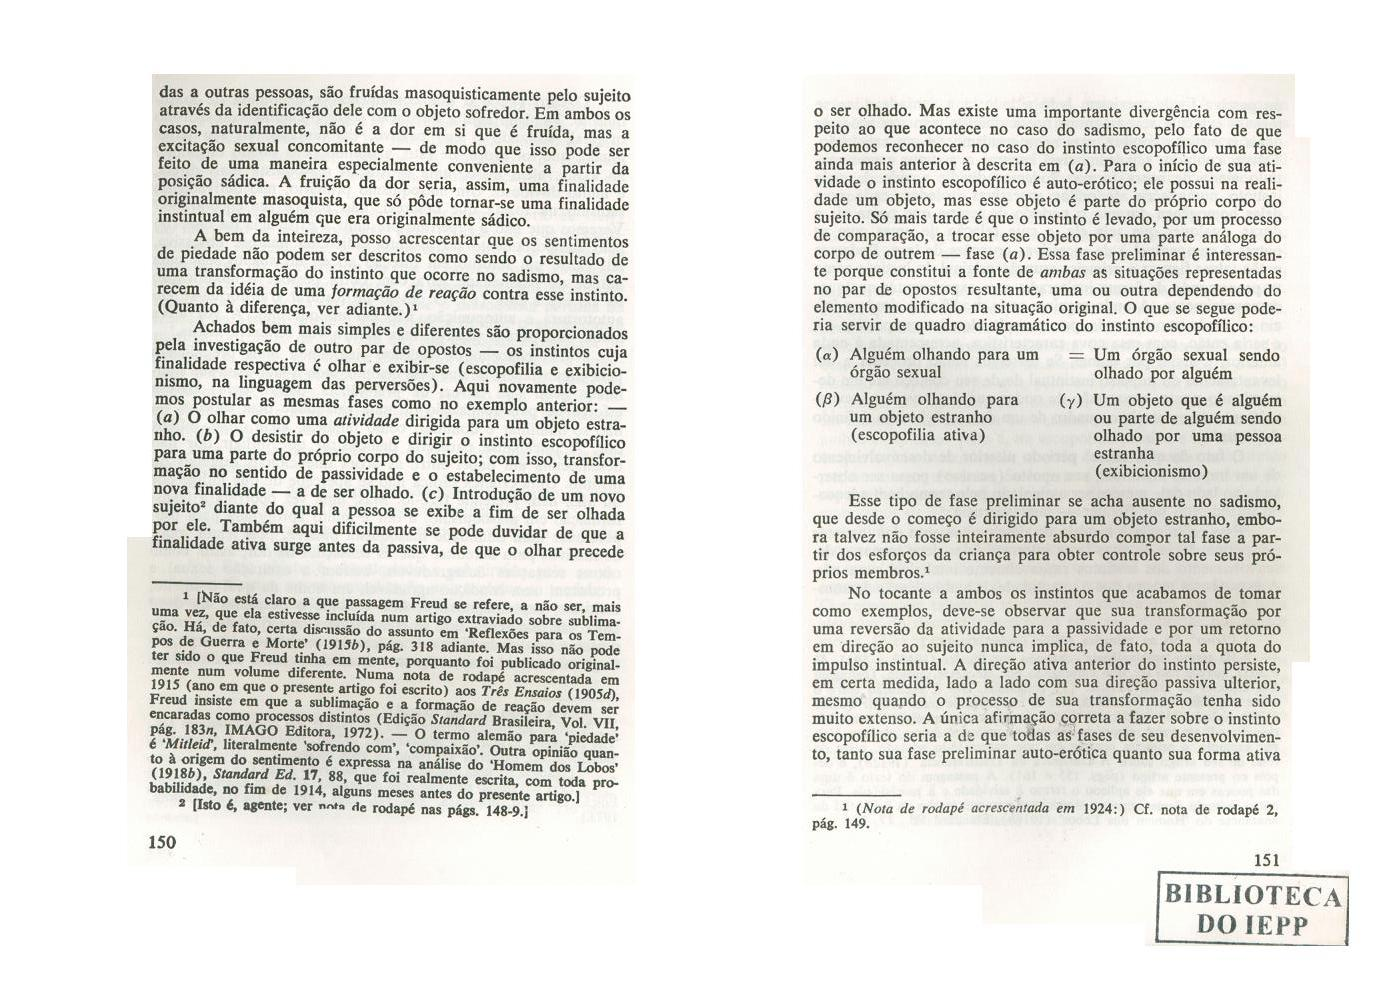 das a outras pessoas, são fruídas masoquisticamente pelo sujeito
através da identificação dele com o objeto sofredor. Em ambos os
casos, naturalmente, não é a dor em si que é fruída, mas a
excitação sexual concomitante — de modo que isso pode ser
feito de uma maneira especialmente conveniente a partir da
posição sádica. A fruição da dor seria, assim, uma finalidade
originalmente masoquista, que só pôde tornar-se uma finalidade
instintual em alguém que era originalmente sádico.
A bem da inteireza, posso acrescentar que os sentimentos
de piedade não podem ser descritos como sendo o resultado de
uma transformação do instinto que ocorre no sadismo, mas ca-
recem da idéia de uma formação de reação contra esse instinto.
(Quanto à diferença, ver adiante.)¹
Achados bem mais simples e diferentes são proporcionados
pela investigação de outro par de opostos — os instintos cuja
finalidade respectiva é olhar e exibir-se (escopofilia e exibicio-
nismo, na linguagem das perversões). Aqui novamente pode-
mos postular as mesmas fases como no exemplo anterior: —
(a) O olhar como uma atividade dirigida para um objeto estra-
nho. (b) O desistir do objeto e dirigir o instinto escopofílico
para uma parte do próprio corpo do sujeito; com isso, transfor-
mação no sentido de passividade e o estabelecimento de uma
nova finalidade — a de ser olhado. (c) Introdução de um novo
sujeito² diante do qual a pessoa se exibe a fim de ser olhada
por ele. Também aqui dificilmente se pode duvidar de que a
finalidade ativa surge antes da passiva, de que o olhar precede
¹ [Não está claro a que passagem Freud se refere, a não ser, mais
uma vez, que ela estivesse incluída num artigo extraviado sobre sublima-
ção. Há, de fato, certa discussão do assunto em 'Reflexões para os Tem-
pos de Guerra e Morte' (1915b), pág. 318 adiante. Mas isso não pode
ter sido o que Freud tinha em mente, porquanto foi publicado original-
mente num volume diferente. Numa nota de rodapé acrescentada em
1915 (ano em que o presente artigo foi escrito) aos Três Ensaios (1905d),
Freud insiste em que a sublimação e a formação de reação devem ser
encaradas como processos distintos (Edição Standard Brasileira, Vol. VII,
pág. 183n, IMAGO Editora, 1972). — O termo alemão para 'piedade'
é 'Mitleid', literalmente 'sofrendo com', 'compaixão'. Outra opinião quan-
to à origem do sentimento é expressa na análise do 'Homem dos Lobos'
(1918b), Standard Ed. 17, 88, que foi realmente escrita, com toda pro-
babilidade, no fim de 1914, alguns meses antes do presente artigo.]
² [Isto é, agente; ver nota de rodapé nas págs. 148-9.]
150
o ser olhado. Mas existe uma importante divergência com res-
peito ao que acontece no caso do sadismo, pelo fato de que
podemos reconhecer no caso do instinto escopofílico uma fase
ainda mais anterior à descrita em (a). Para o início de sua ati-
vidade o instinto escopofílico é auto-erótico; ele possui na reali-
dade um objeto, mas esse objeto é parte do próprio corpo do
sujeito. Só mais tarde é que o instinto é levado, por um processo
de comparação, a trocar esse objeto por uma parte análoga do
corpo de outrem — fase (a). Essa fase preliminar é interessan-
te porque constitui a fonte de ambas as situações representadas
no par de opostos resultante, uma ou outra dependendo do
elemento modificado na situação original. O que se segue pode-
ria servir de quadro diagramático do instinto escopofílico:
(α) Alguém olhando para um = Um órgão sexual sendo
órgão sexual olhado por alguém
(β) Alguém olhando para (γ) Um objeto que é alguém
um objeto estranho ou parte de alguém sendo
(escopofilia ativa) olhado por uma pessoa
estranha
(exibicionismo)
Esse tipo de fase preliminar se acha ausente no sadismo,
que desde o começo é dirigido para um objeto estranho, embo-
ra talvez não fosse inteiramente absurdo compor tal fase a par-
tir dos esforços da criança para obter controle sobre seus pró-
prios membros.¹
No tocante a ambos os instintos que acabamos de tomar
como exemplos, deve-se observar que sua transformação por
uma reversão da atividade para a passividade e por um retorno
em direção ao sujeito nunca implica, de fato, toda a quota do
impulso instintual. A direção ativa anterior do instinto persiste,
em certa medida, lado a lado com sua direção passiva ulterior,
mesmo quando o processo de sua transformação tenha sido
muito extenso. A única afirmação correta a fazer sobre o instinto
escopofílico seria a de que todas as fases de seu desenvolvimen-
to, tanto sua fase preliminar auto-erótica quanto sua forma ativa
¹ (Nota de rodapé acrescentada em 1924:) Cf. nota de rodapé 2,
pág. 149.
151
BIBLIOTECA
DO IEPP